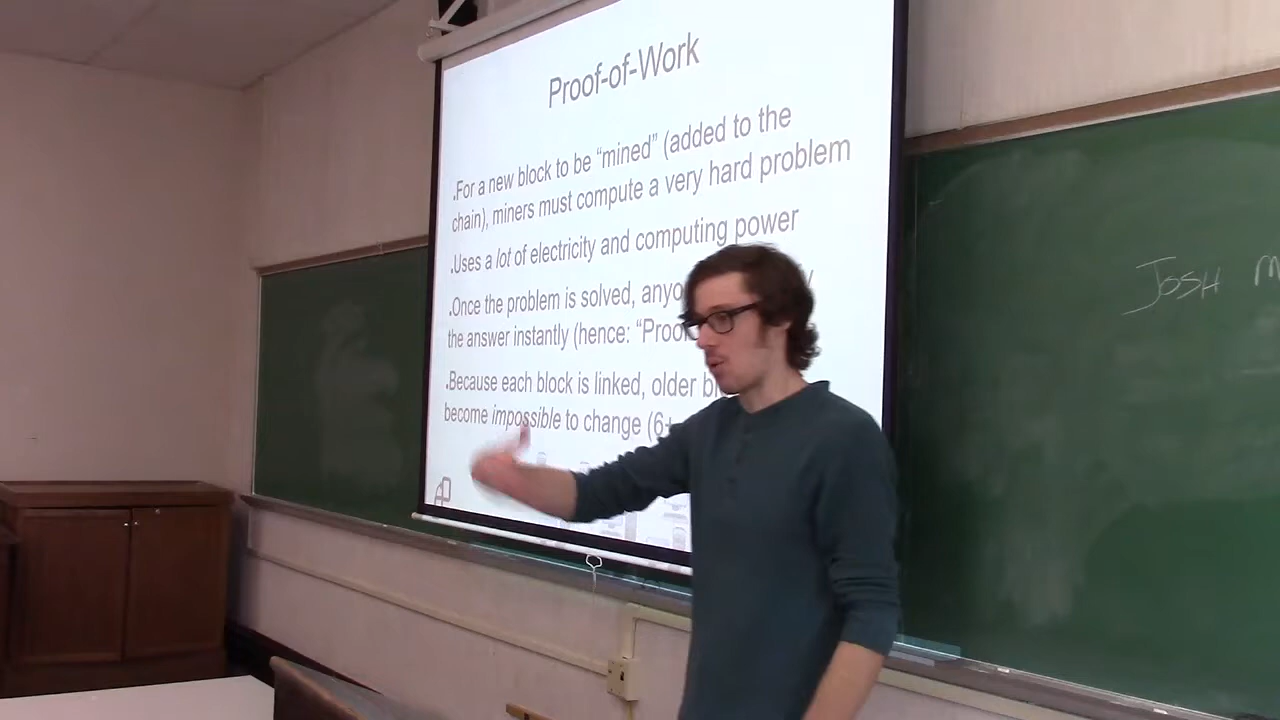 Proof-of-Work
.For a new block to be “mined” (added to the
chain), miners must compute a very hard problem
.Uses a lot of electricity and computing power
.Once the problem is solved,
the answer instantly (hence:
.Because each block is linked, older
become impossible to change (6+
JOSH